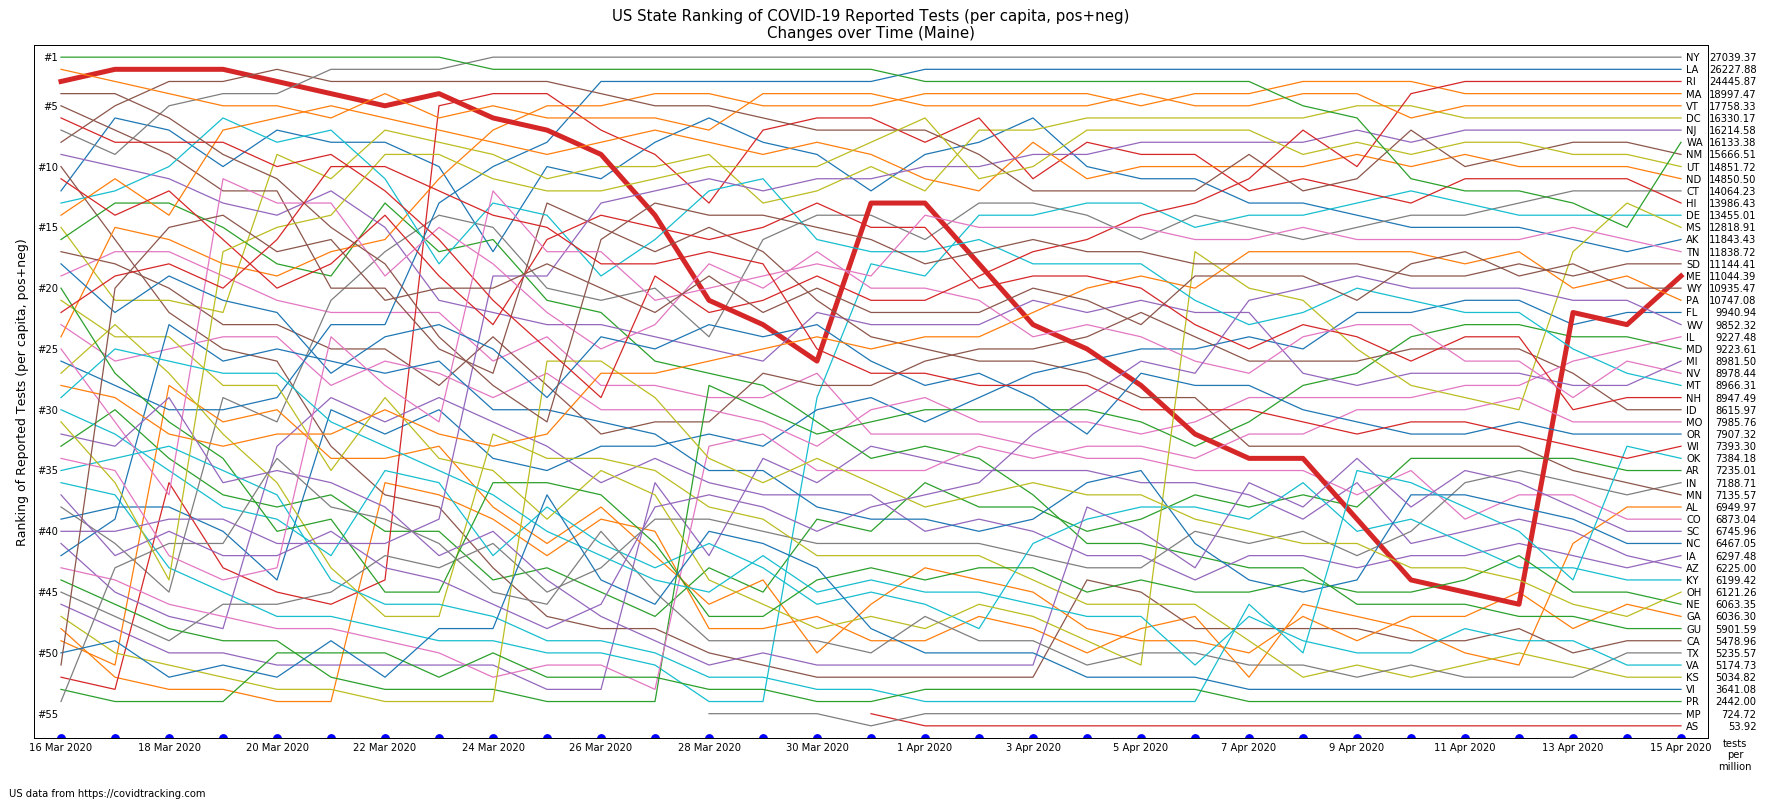 US State Ranking of COVID-19 Reported Tests (per capita, pos+neg)
Changes over Time (Maine)
Ranking of Reported Tests (per capita, pos+neg)
#1
#5
#10
#15
#20
#25
#30
#35
#40
#45
#50
#55
NY 27039.37
LA 26227.88
RI 24445.87
MA 18997.47
VT 17758.33
DC 16330.17
NJ 16214.58
WA 16133.38
NM 15666.51
UT 14851.72
ND 14850.50
CT 14064.23
HI 13986.43
DE 13455.01
MS 12818.91
AK 11843.43
TN 11838.72
SD 11144.41
ME 11044.39
WY 10935.47
PA 10747.08
FL 9940.94
WV 9852.32
IL 9227.48
MD 9223.61
MI 8981.50
NV 8978.44
MT 8966.31
NH 8947.49
ID 8615.97
MO 7985.76
OR 7907.32
WI 7393.30
OK 7384.18
AR 7235.01
IN 7188.71
MN 7135.57
AL 6949.97
CO 6873.04
SC 6745.96
NC 6467.05
IA 6297.48
AZ 6225.00
KY 6199.42
OH 6121.26
NE 6063.35
GA 6036.30
GU 5901.59
CA 5478.96
TX 5235.57
VA 5174.73
KS 5034.82
VI 3641.08
PR 2442.00
MP 724.72
AS 53.92
16 Mar 2020 18 Mar 2020 20 Mar 2020 22 Mar 2020 24 Mar 2020 26 Mar 2020 28 Mar 2020 30 Mar 2020 1 Apr 2020 3 Apr 2020 5 Apr 2020 7 Apr 2020 9 Apr 2020 11 Apr 2020 13 Apr 2020 15 Apr 2020
tests
per
million
US data from https://covidtracking.com